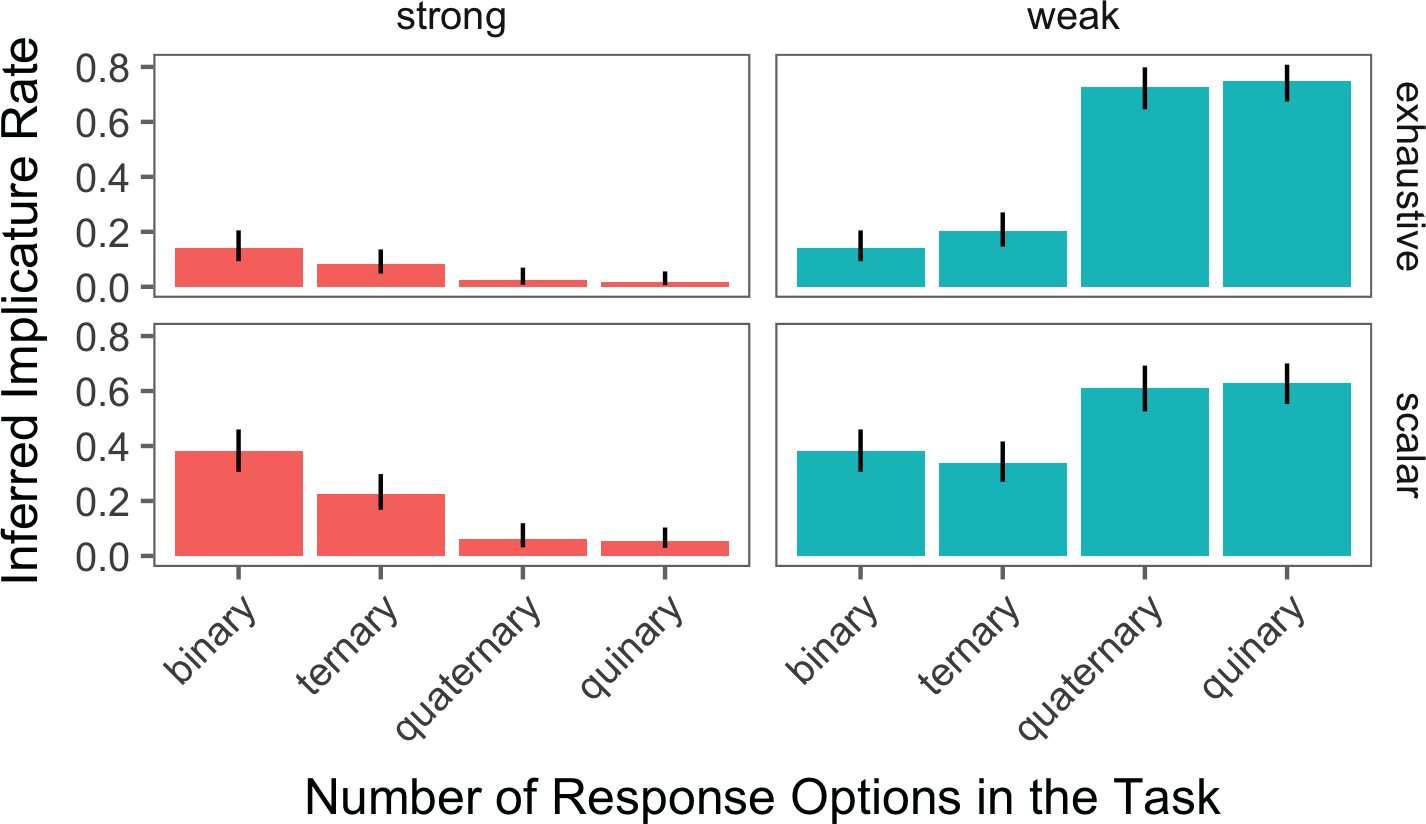 strong
weak
Inferred Implicature Rate
0.8
0.6
0.4
0.2
0.0
exhaustive
0.8
0.6
0.4
0.2
0.0
scalar
binary
ternary
quaternary
quinary
binary
ternary
quaternary
quinary
Number of Response Options in the Task